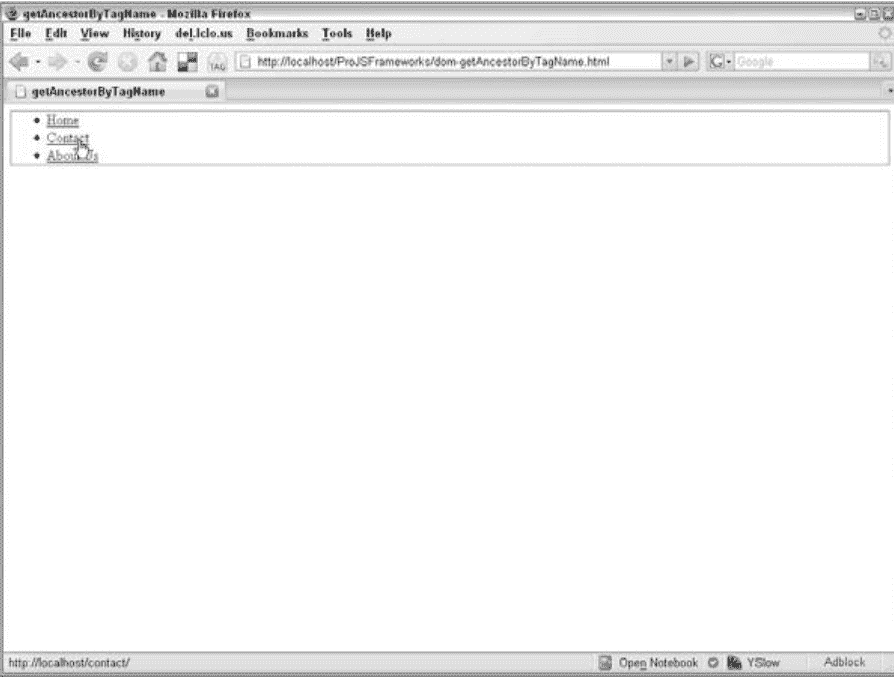 getAncestorByTagName - Mozilla Firefox
File Edit View History del.icio.us Bookmarks Tools Help
TAG http://localhost/ProJSFrameworks/dom-getAncestorByTagName.html G Google
getAncestorByTagName
Home
Contact
About Us
http://localhost/contact/ Open Notebook YSlow Adblock